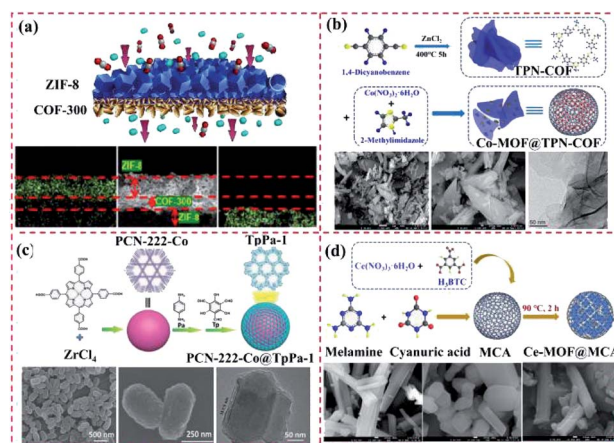 (a)
ZIF-8
COF-300
ZIF-8
COF-300
ZIF-8
(b)
ZnCl₂
400°C 5h
1,4-Dicyanobenzene
TPN-COF
Co(NO₃)₂·6H₂O
+
+
2-Methylimidazole
Co-MOF@TPN-COF
50 nm
(c)
PCN-222-Co
TpPa-1
Pa
Tp
ZrCl₄
PCN-222-Co@TpPa-1
500 nm
250 nm
50 nm
(d)
Ce(NO₃)₃·6H₂O +
H₃BTC
+
90 °C, 2 h
Melamine
Cyanuric acid
MCA
Ce-MOF@MCA